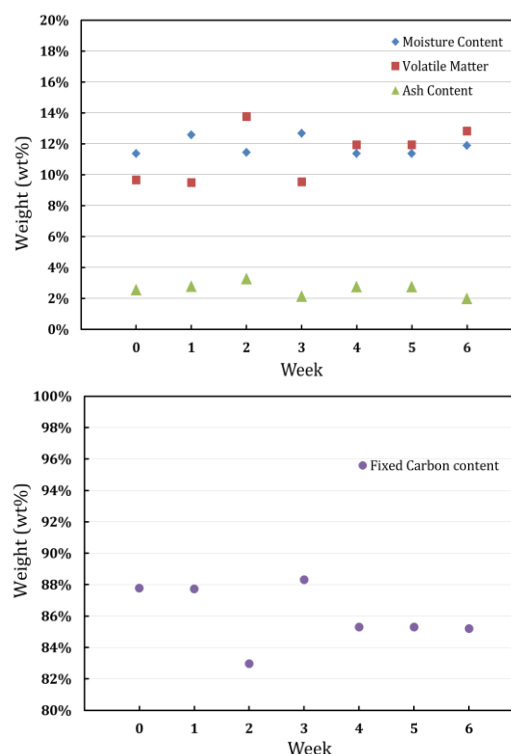 20%
18%
16%
14%
12%
10%
8%
6%
4%
2%
0%
Weight (wt%)
Moisture Content
Volatile Matter
Ash Content
0 1 2 3 4 5 6
Week
100%
98%
96%
94%
92%
90%
88%
86%
84%
82%
80%
Weight (wt%)
Fixed Carbon content
0 1 2 3 4 5 6
Week